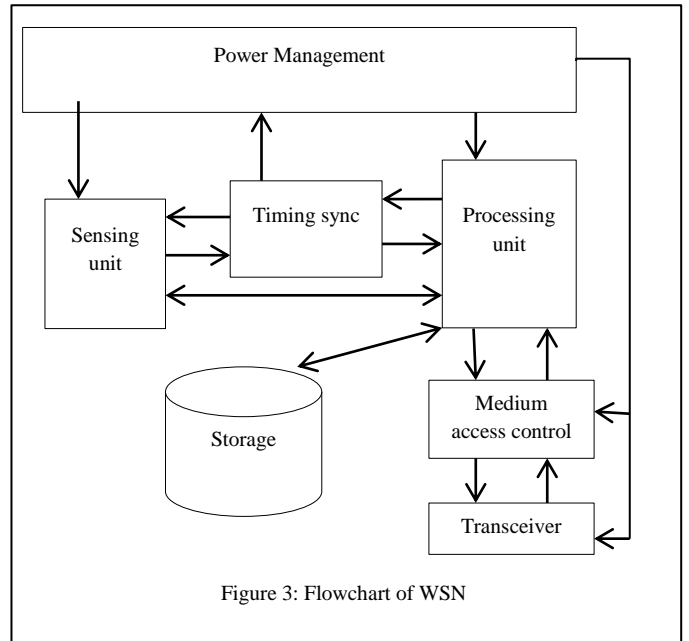 Power Management
Timing sync
Processing
unit
Sensing
unit
Storage
Medium
access control
Transceiver
Figure 3: Flowchart of WSN